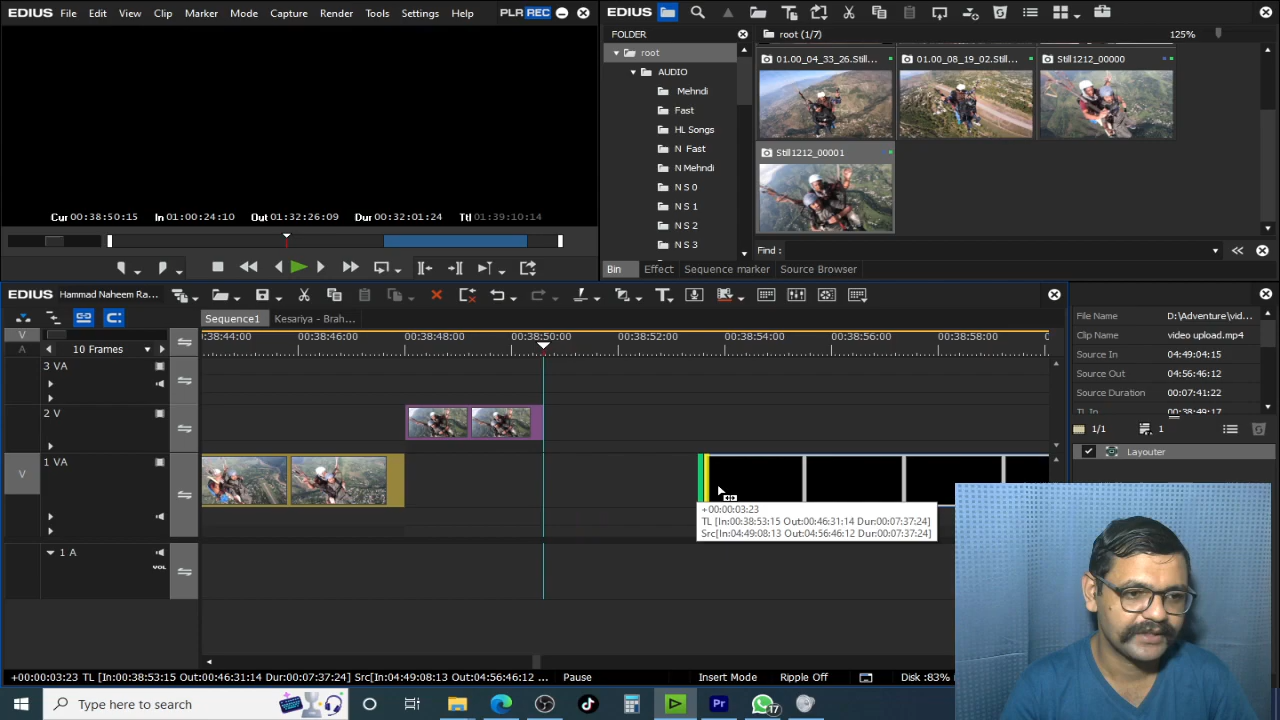 File Edit View Clip Marker Mode Capture Render Tools Settings Help PLR REC
Cur 00:38:50:15 In 01:00:24:10 Out 01:32:26:09 Dur 00:32:01:24 Ttl 01:39:10:14
EDIUS
FOLDER
root (1/7)
125%
root
AUDIO
Mehndi
Fast
HL Songs
N Fast
N Mehndi
N S 0
N S 1
N S 2
N S 3
01.00_04_33_26.Still...
01.00_08_19_02.Still...
Still1212_00000
Still1212_00001
Find :
Bin Effect Sequence marker Source Browser
EDIUS Hammad Naheem Ra...
Sequence1 Kesariya - Brah...
V
A
10 Frames
):38:44:00 00:38:46:00 00:38:48:00 00:38:50:00 00:38:52:00 00:38:54:00 00:38:56:00 00:38:58:00
3 VA
2 V
V
1 VA
1 A
VOL
+00:00:03:23
TL [In:00:38:53:15 Out:00:46:31:14 Dur:00:07:37:24]
Src[In:04:49:08:13 Out:04:56:46:12 Dur:00:07:37:24]
File Name D:\Adventure\vid...
Clip Name video upload.mp4
Source In 04:49:04:15
Source Out 04:56:46:12
Source Duration 00:07:41:22
TL In 00:38:49:17
1/1 1
Layouter
+00:00:03:23 TL [In:00:38:53:15 Out:00:46:31:14 Dur:00:07:37:24] Src[In:04:49:08:13 Out:04:56:46:12 ... Pause Insert Mode Ripple Off Disk :83%
Type here to search
Pr
17